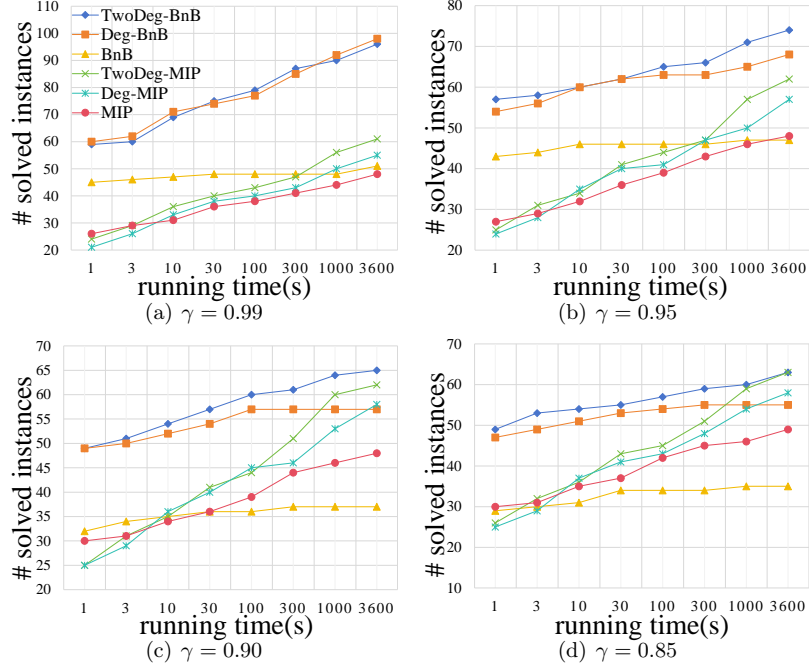 # solved instances
110
100
90
80
70
60
50
40
30
20
TwoDeg-BnB
Deg-BnB
BnB
TwoDeg-MIP
Deg-MIP
MIP
1 3 10 30 100 300 1000 3600
running time(s)
(a) γ = 0.99
# solved instances
80
70
60
50
40
30
20
1 3 10 30 100 300 1000 3600
running time(s)
(b) γ = 0.95
# solved instances
70
65
60
55
50
45
40
35
30
25
20
1 3 10 30 100 300 1000 3600
running time(s)
(c) γ = 0.90
# solved instances
70
60
50
40
30
20
10
1 3 10 30 100 300 1000 3600
running time(s)
(d) γ = 0.85